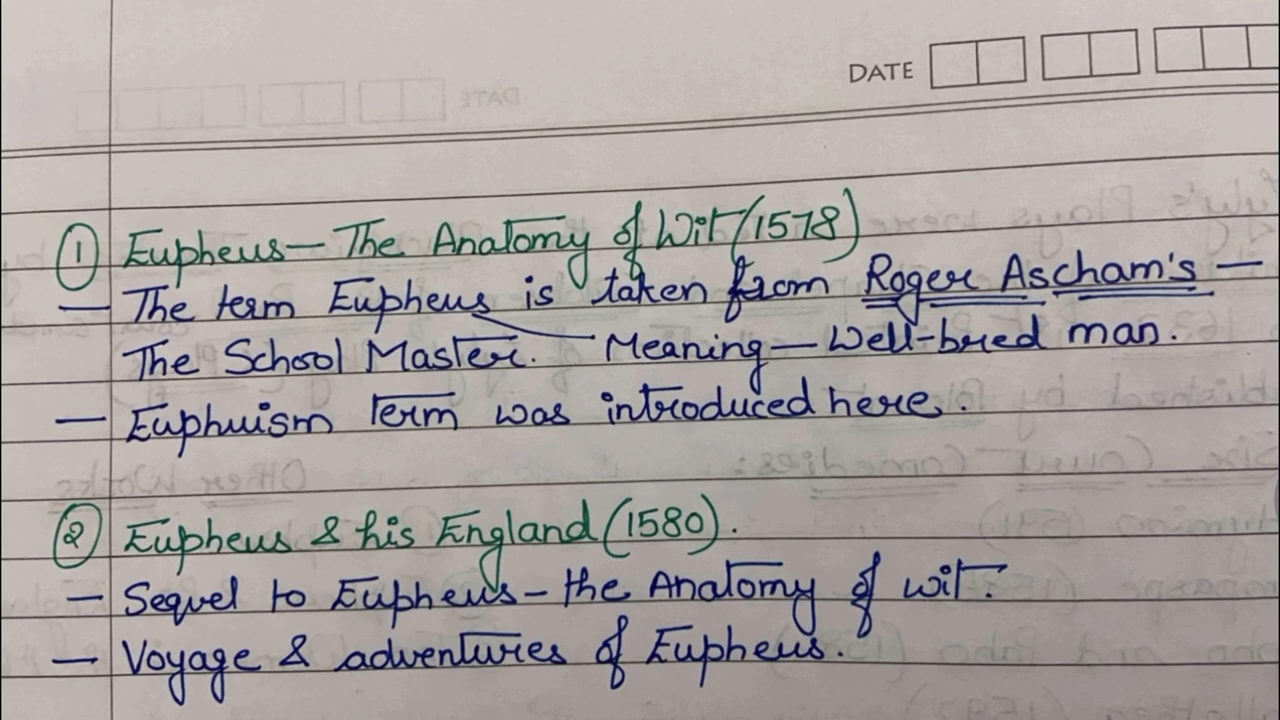 DATE
① Eupheus — The Anatomy of Wit (1578)
— The term Eupheus is taken from Roger Ascham's —
The School Master. Meaning — Well-bred man.
— Euphuism term was introduced here.
② Eupheus & his England (1580).
— Sequel to Eupheus - the Anatomy of wit.
— Voyage & adventures of Eupheus.